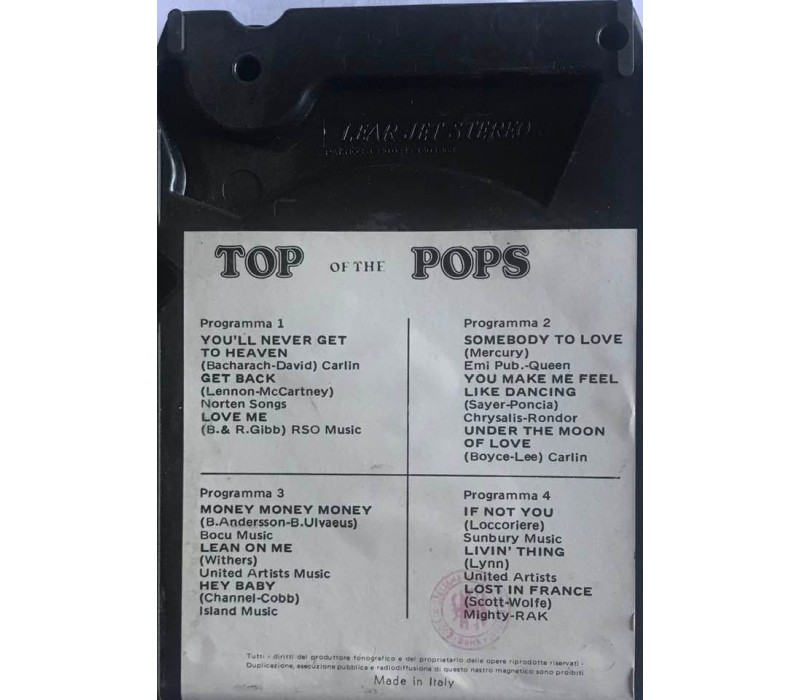 LEAR JET STEREO
TOP OF THE POPS
Programma 1
YOU'LL NEVER GET
TO HEAVEN
(Bacharach-David) Carlin
GET BACK
(Lennon-McCartney)
Norten Songs
LOVE ME
(B.& R.Gibb) RSO Music
Programma 2
SOMEBODY TO LOVE
(Mercury)
Emi Pub.-Queen
YOU MAKE ME FEEL
LIKE DANCING
(Sayer-Poncia)
Chrysalis-Rondor
UNDER THE MOON
OF LOVE
(Boyce-Lee) Carlin
Programma 3
MONEY MONEY MONEY
(B.Andersson-B.Ulvaeus)
Bocu Music
LEAN ON ME
(Withers)
United Artists Music
HEY BABY
(Channel-Cobb)
Island Music
Programma 4
IF NOT YOU
(Loccoriere)
Sunbury Music
LIVIN' THING
(Lynn)
United Artists
LOST IN FRANCE
(Scott-Wolfe)
Mighty-RAK
Tutti i diritti del produttore fonografico e del proprietario delle opere riprodotte riservati -
Duplicazione, esecuzione pubblica e radiodiffusione di questo nastro magnetico sono proibiti
Made in Italy